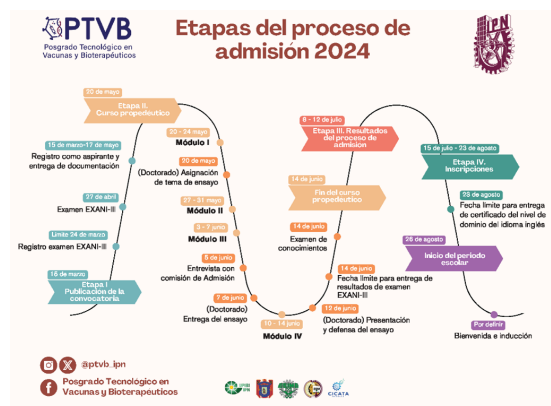 PTVB
Posgrado Tecnológico en
Vacunas y Bioterapéuticos
Etapas del proceso de
admisión 2024
IPN
20 de mayo
Etapa II.
Curso propedéutico
15 de marzo-17 de mayo
Registro como aspirante y
entrega de documentación
27 de abril
Examen EXANI-III
Límite 24 de marzo
Registro examen EXANI-III
15 de marzo
Etapa I
Publicación de la
convocatoria
20 - 24 mayo
Módulo I
20 de mayo
(Doctorado) Asignación
de tema de ensayo
27 - 31 mayo
Módulo II
3 - 7 junio
Módulo III
5 de junio
Entrevista con
comisión de Admisión
7 de junio
(Doctorado)
Entrega del ensayo
10 - 14 junio
Módulo IV
12 de junio
(Doctorado) Presentación
y defensa del ensayo
14 de junio
Fecha límite para entrega de
resultados de examen
EXANI-III
14 de junio
Examen de
conocimientos
14 de junio
Fin del curso
propedéutico
8 - 12 de julio
Etapa III. Resultados
del proceso de
admisión
15 de julio - 23 de agosto
Etapa IV.
Inscripciones
23 de agosto
Fecha límite para entrega
de certificado del nivel de
dominio del idioma inglés
26 de agosto
Inicio del periodo
escolar
Por definir
Bienvenida e inducción
@ptvb_ipn
Posgrado Tecnológico en
Vacunas y Bioterapeuticos
CICATA